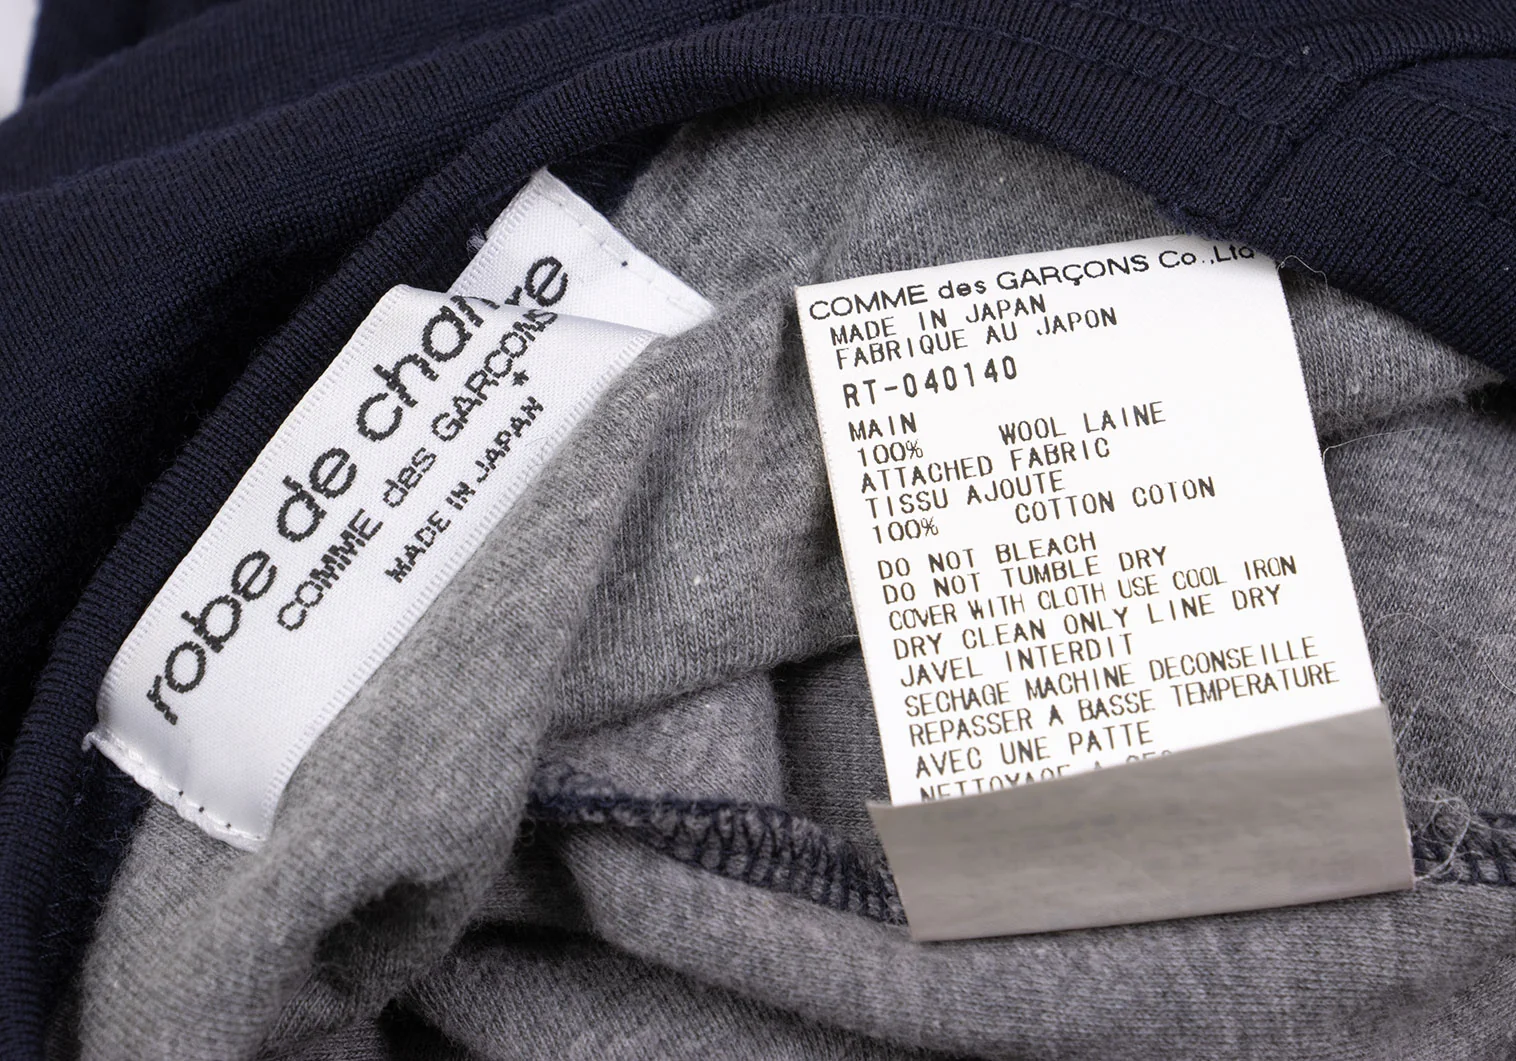 robe de chambre
COMME des GARÇONS
*
MADE IN JAPAN
COMME des GARÇONS Co.,Ltd
MADE IN JAPAN
FABRIQUE AU JAPON
RT-040140
MAIN
100% WOOL LAINE
ATTACHED FABRIC
TISSU AJOUTE
100% COTTON COTON
DO NOT BLEACH
DO NOT TUMBLE DRY
COVER WITH CLOTH USE COOL IRON
DRY CLEAN ONLY LINE DRY
JAVEL INTERDIT
SECHAGE MACHINE DECONSEILLE
REPASSER A BASSE TEMPERATURE
AVEC UNE PATTE
NETTOYAGE A SEC